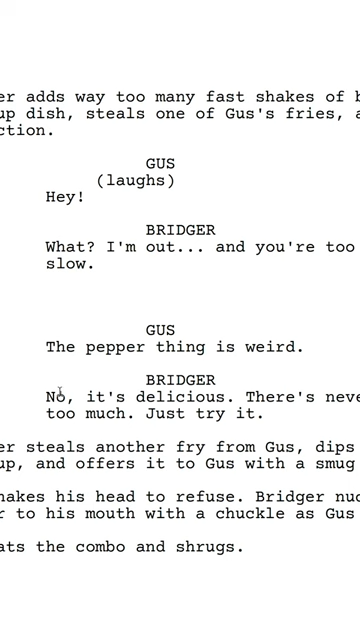 er adds way too many fast shakes of b
up dish, steals one of Gus's fries, a
ction.
GUS
(laughs)
Hey!
BRIDGER
What? I'm out... and you're too
slow.
GUS
The pepper thing is weird.
BRIDGER
No, it's delicious. There's neve
too much. Just try it.
er steals another fry from Gus, dips
up, and offers it to Gus with a smug
hakes his head to refuse. Bridger nud
r to his mouth with a chuckle as Gus
ats the combo and shrugs.